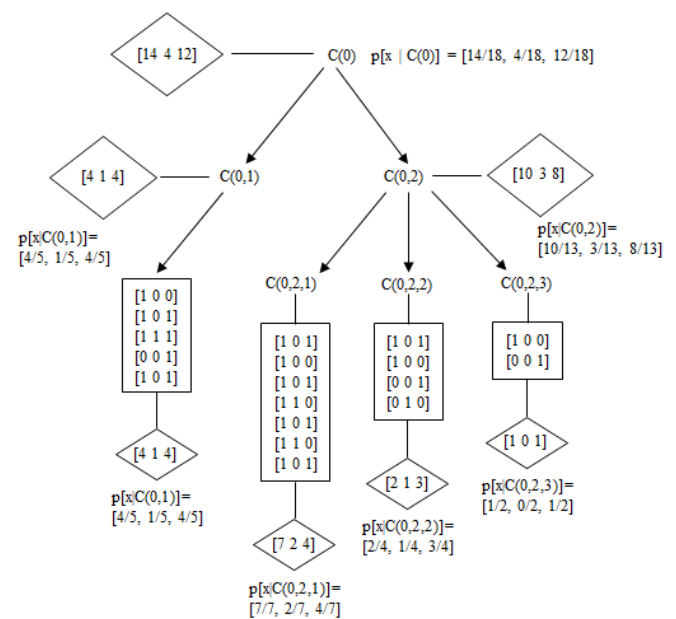 [14 4 12]
C(0) p[x | C(0)] = [14/18, 4/18, 12/18]
[4 1 4]
C(0,1)
C(0,2)
[10 3 8]
p[x|C(0,1)]=
[4/5, 1/5, 4/5]
p[x|C(0,2)]=
[10/13, 3/13, 8/13]
[1 0 0]
[1 0 1]
[1 1 1]
[0 0 1]
[1 0 1]
[4 1 4]
p[x|C(0,1)]=
[4/5, 1/5, 4/5]
C(0,2,1)
[1 0 1]
[1 0 0]
[1 0 1]
[1 1 0]
[1 0 1]
[1 1 0]
[1 0 1]
[7 2 4]
p[x|C(0,2,1)]=
[7/7, 2/7, 4/7]
C(0,2,2)
[1 0 1]
[1 0 0]
[0 0 1]
[0 1 0]
[2 1 3]
p[x|C(0,2,2)]=
[2/4, 1/4, 3/4]
C(0,2,3)
[1 0 0]
[0 0 1]
[1 0 1]
p[x|C(0,2,3)]=
[1/2, 0/2, 1/2]